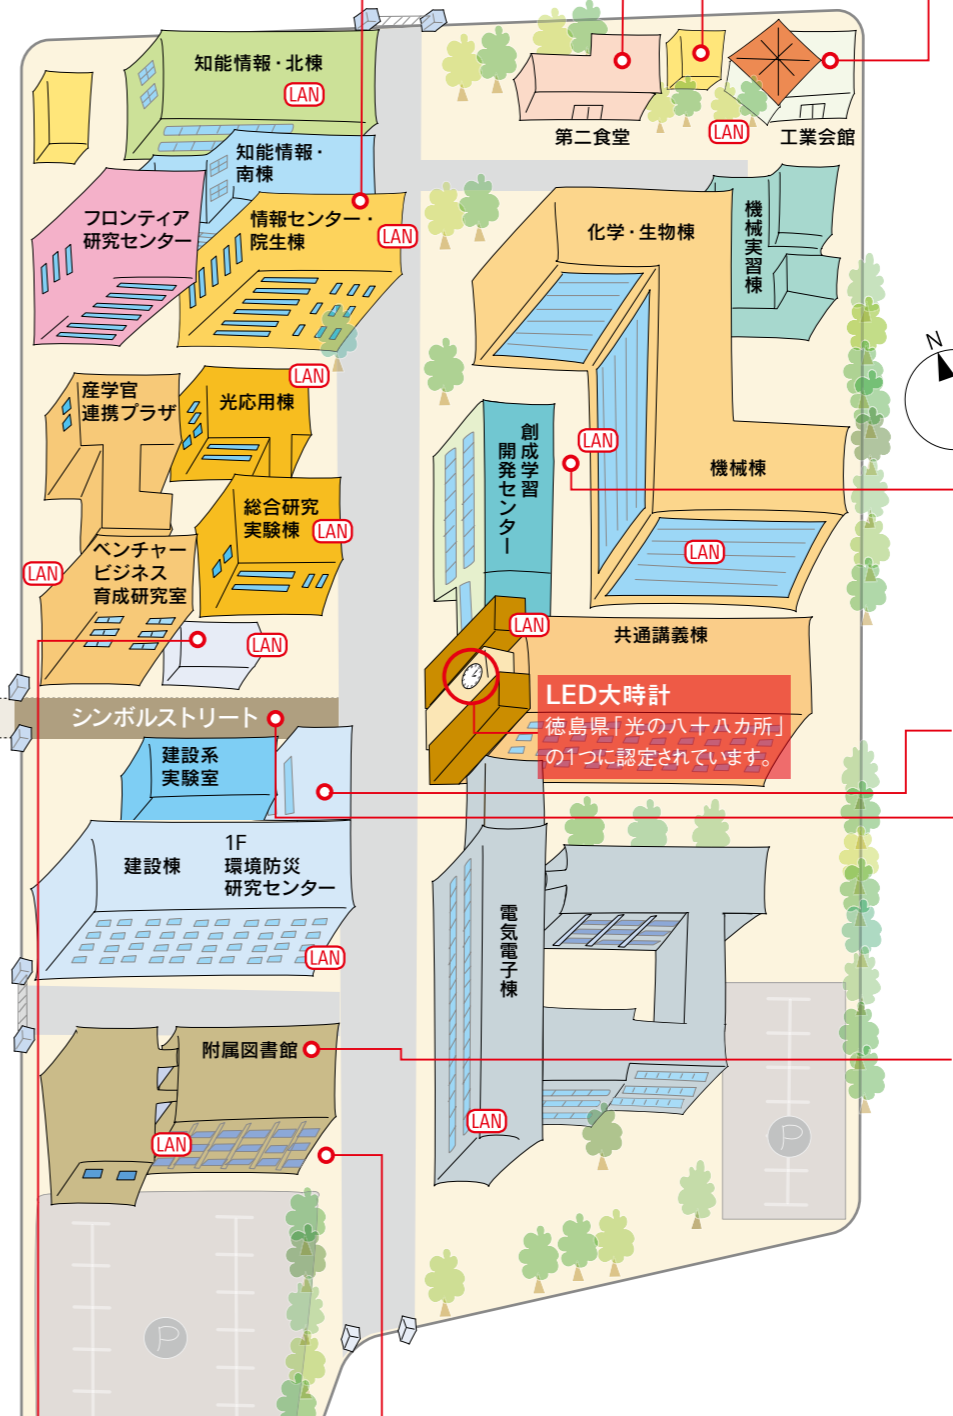 知能情報・北棟
LAN
知能情報・
南棟
フロンティア
研究センター
情報センター・
院生棟
LAN
第二食堂
LAN
工業会館
化学・生物棟
機械実習棟
N
産学官
連携プラザ
LAN
光応用棟
創成学習
開発センター
LAN
機械棟
総合研究
実験棟
LAN
LAN
ベンチャー
ビジネス
育成研究室
LAN
LAN
LAN
共通講義棟
LED大時計
徳島県「光の八十八カ所」
の1つに認定されています。
シンボルストリート
建設系
実験室
建設棟
1F
環境防災
研究センター
LAN
電気電子棟
LAN
附属図書館
LAN
P
P